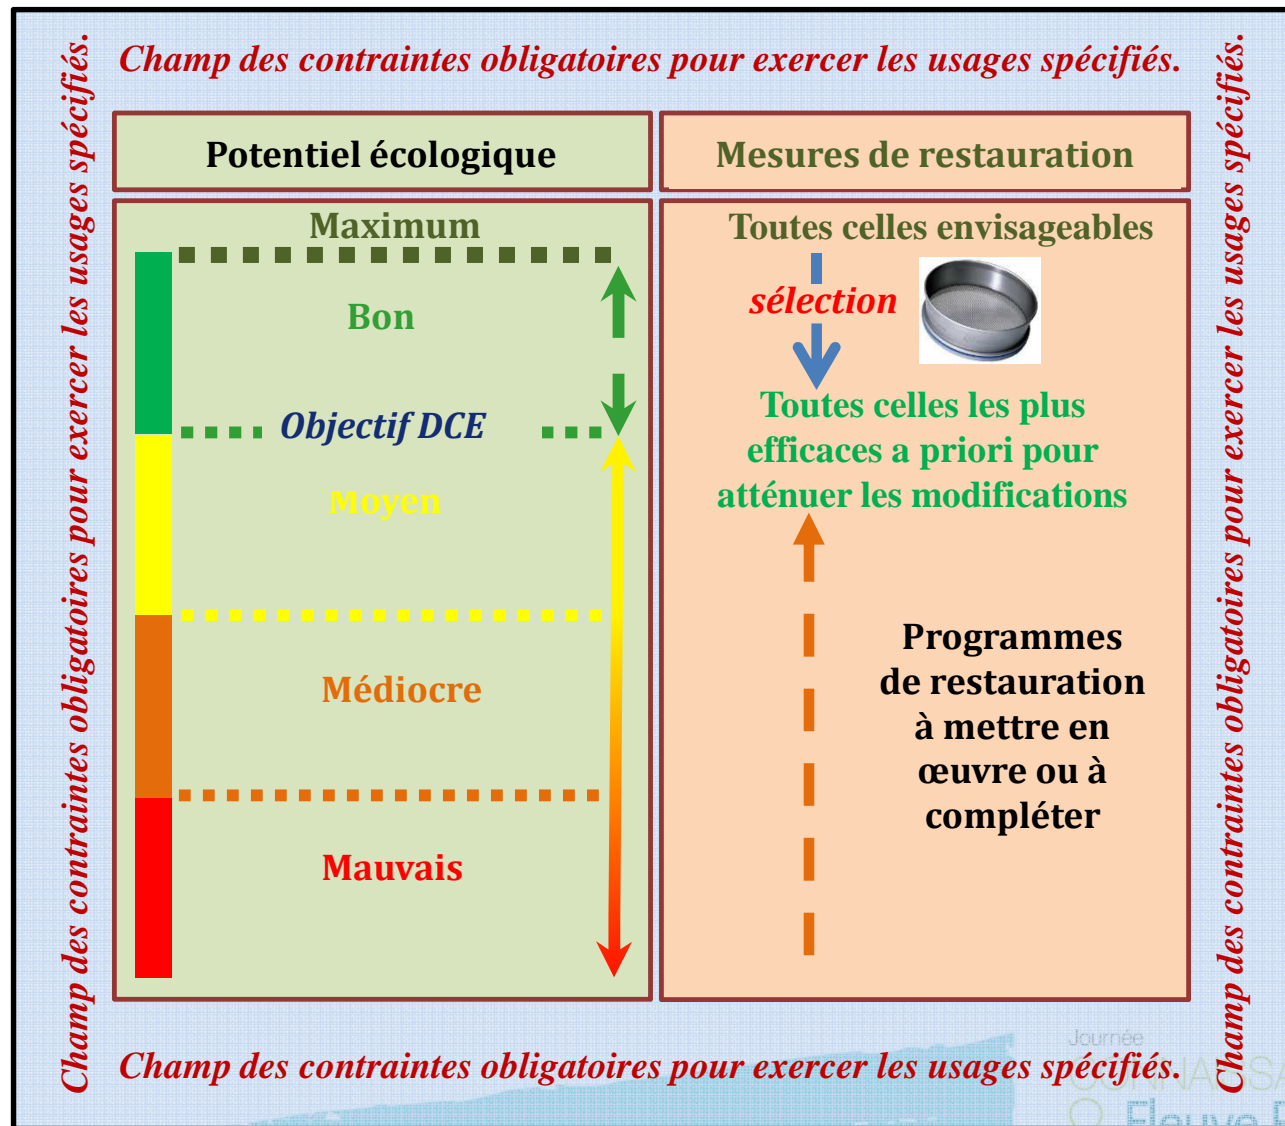 Champ des contraintes obligatoires pour exercer les usages spécifiés.
Champ des contraintes obligatoires pour exercer les usages spécifiés.
Potentiel écologique
Maximum
Bon
Objectif DCE
Moyen
Médiocre
Mauvais
Mesures de restauration
Toutes celles envisageables
sélection
Toutes celles les plus
efficaces a priori pour
atténuer les modifications
Programmes
de restauration
à mettre en
œuvre ou à
compléter
Champ des contraintes obligatoires pour exercer les usages spécifiés.
Champ des contraintes obligatoires pour exercer les usages spécifiés.
Journée
Fleuve